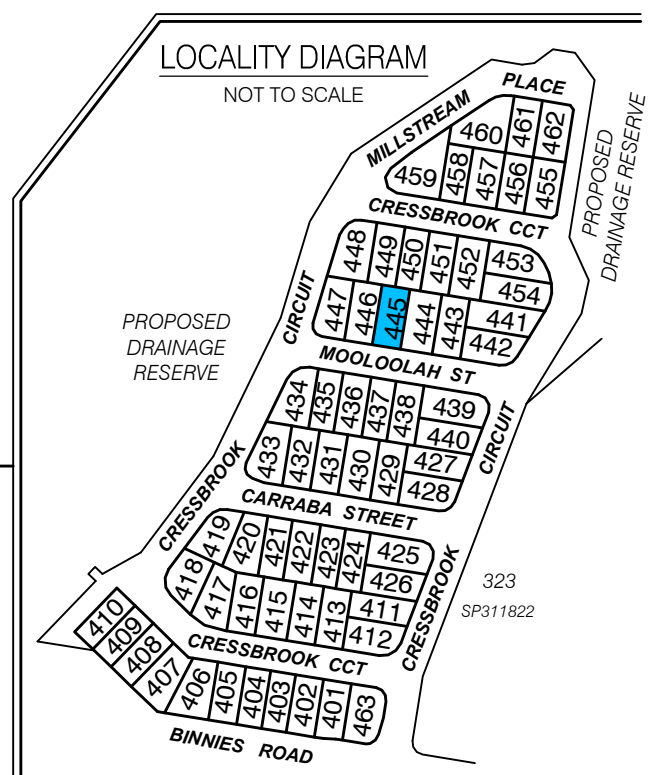 LOCALITY DIAGRAM
NOT TO SCALE
MILLSTREAM PLACE
460 461 462
459 458 457 456 455
PROPOSED
DRAINAGE RESERVE
CRESSBROOK CCT
448 449 450 451 452 453
454
447 446 445 444 443 441
442
CIRCUIT
PROPOSED
DRAINAGE
RESERVE
MOOLOOLAH ST
434 435 436 437 438 439
440
433 432 431 430 429 427
428
CIRCUIT
CRESSBROOK
CARRABA STREET
419 420 421 422 423 424 425
426
418 417 416 415 414 413 411
412
CRESSBROOK
323
SP311822
CRESSBROOK CCT
410
409
408
407
406 405 404 403 402 401 463
BINNIES ROAD